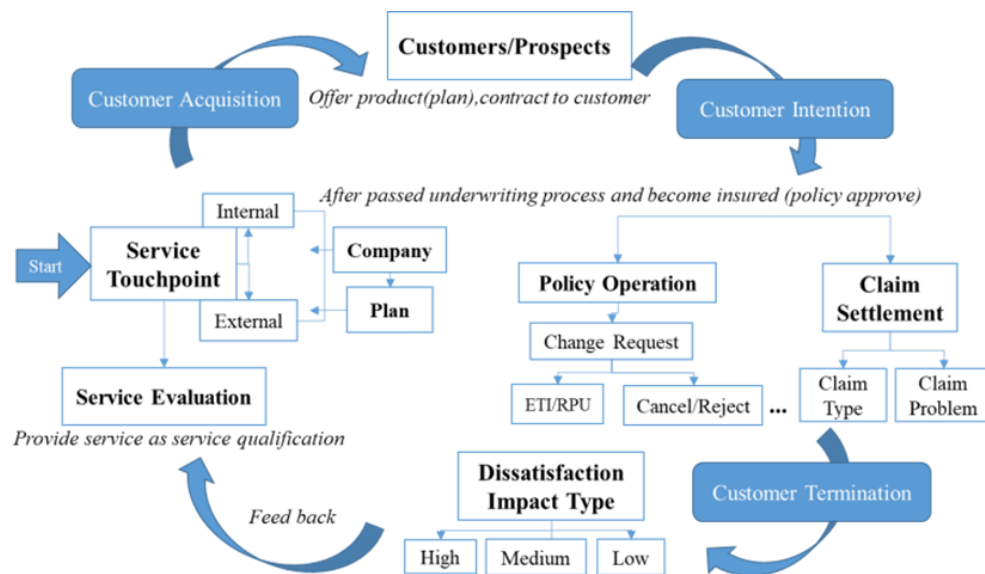 Customers/Prospects
Customer Acquisition
Offer product(plan),contract to customer
Customer Intention
After passed underwriting process and become insured (policy approve)
Internal
Start
Service
Touchpoint
Company
Plan
External
Policy Operation
Claim
Settlement
Change Request
ETI/RPU
Cancel/Reject
...
Claim
Type
Claim
Problem
Service Evaluation
Provide service as service qualification
Dissatisfaction
Impact Type
Customer Termination
Feed back
High
Medium
Low